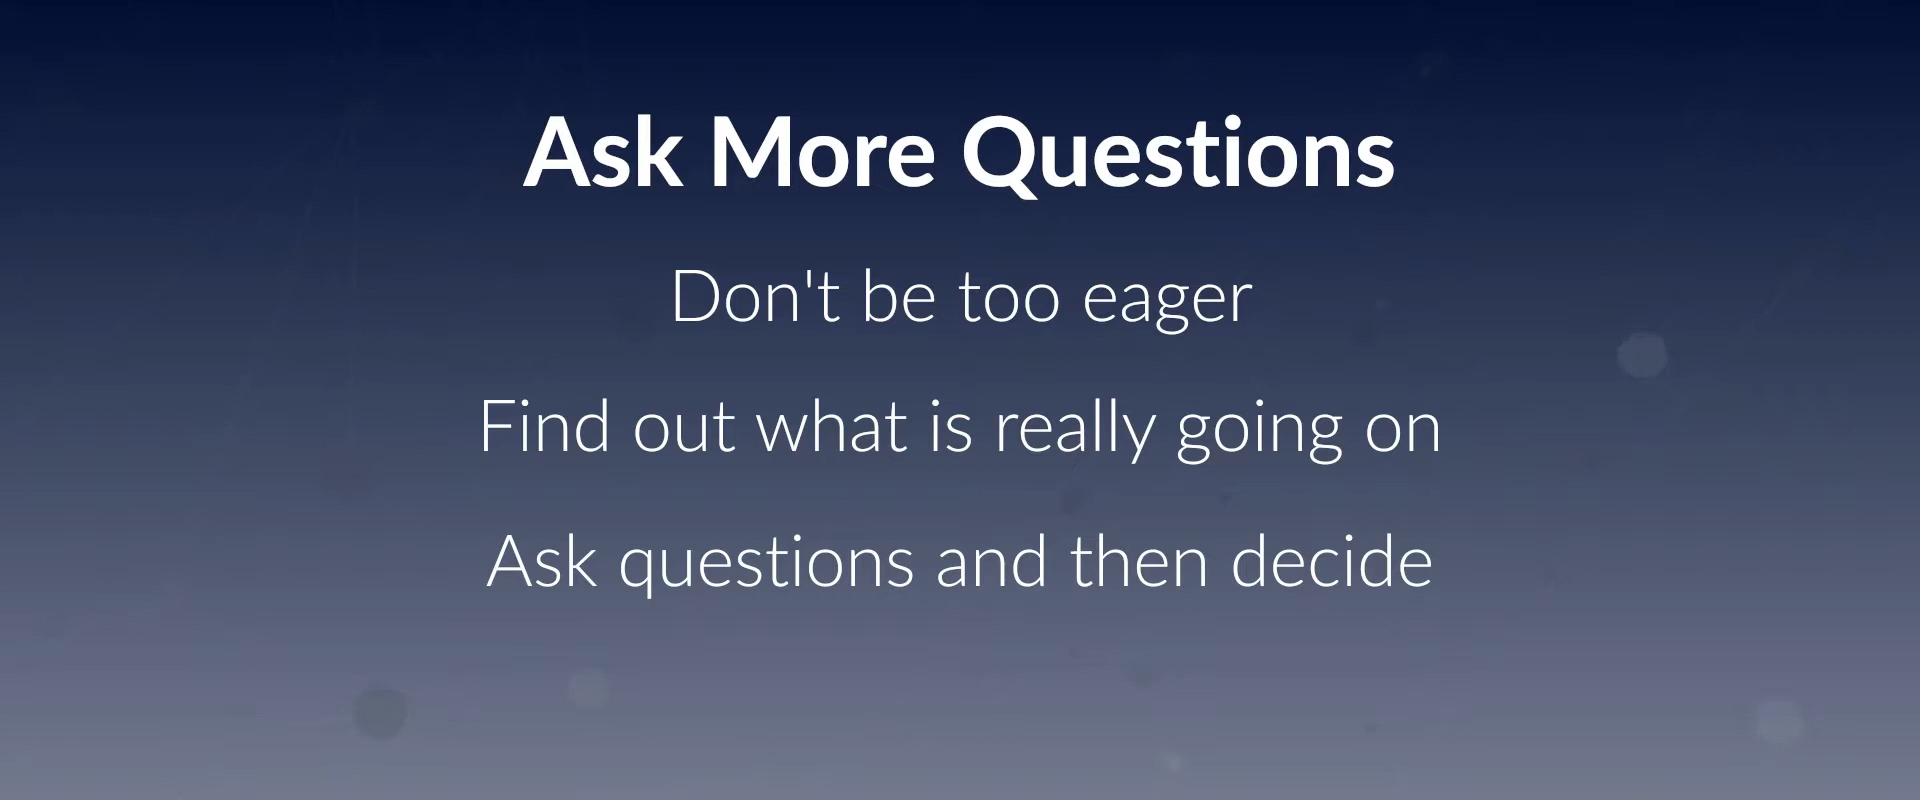 Ask More Questions
Don't be too eager
Find out what is really going on
Ask questions and then decide